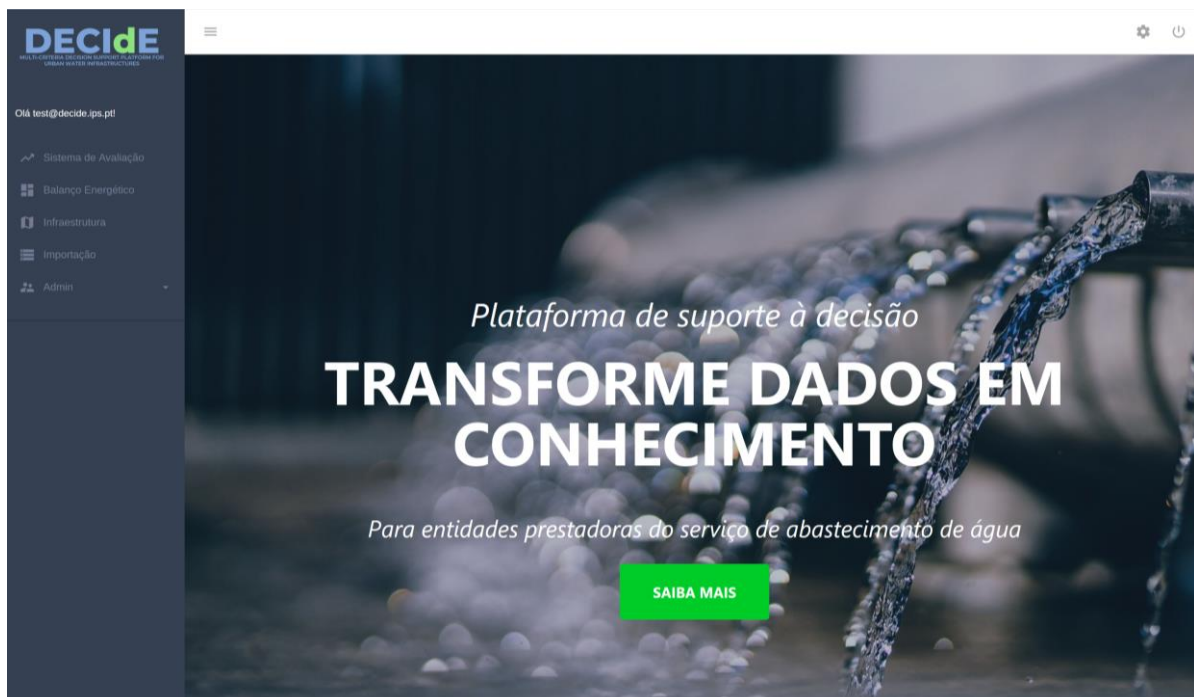 DECIdE
MULTI-CRITERIA DECISION SUPPORT PLATFORM FOR
URBAN WATER INFRASTRUCTURES
Olá test@decide.ips.pt!
Sistema de Avaliação
Balanço Energético
Infraestrutura
Importação
Admin
Plataforma de suporte à decisão
TRANSFORME DADOS EM
CONHECIMENTO
Para entidades prestadoras do serviço de abastecimento de água
SAIBA MAIS